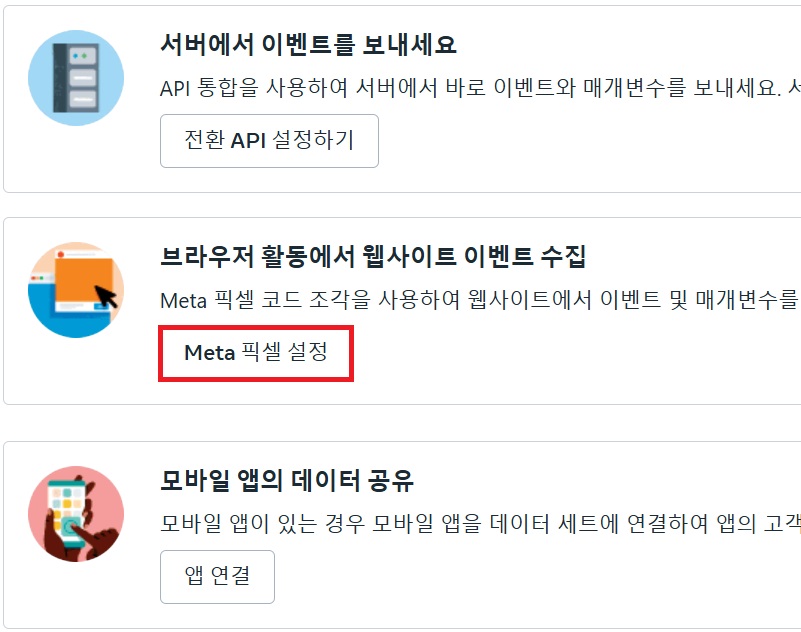 서버에서 이벤트를 보내세요
API 통합을 사용하여 서버에서 바로 이벤트와 매개변수를 보내세요.
전환 API 설정하기
브라우저 활동에서 웹사이트 이벤트 수집
Meta 픽셀 코드 조각을 사용하여 웹사이트에서 이벤트 및 매개변수를
Meta 픽셀 설정
모바일 앱의 데이터 공유
모바일 앱이 있는 경우 모바일 앱을 데이터 세트에 연결하여 앱의 고객
앱 연결